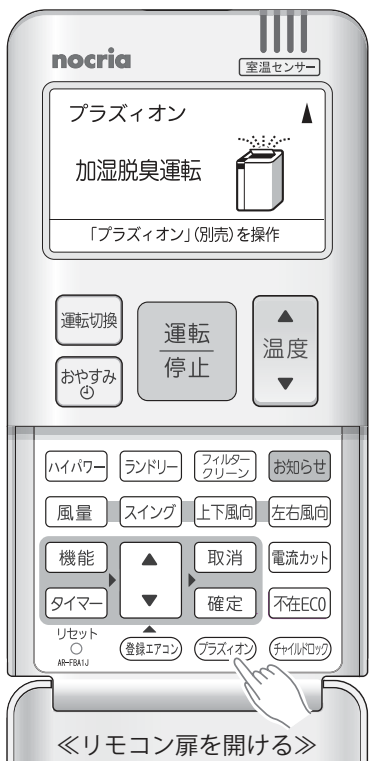 nocria
室温センサー
プラズィオン
加湿脱臭運転
「プラズィオン」(別売)を操作
運転切換
運転
停止
温度
おやすみ
ハイパワー
ランドリー
フィルター
クリーン
お知らせ
風量
スイング
上下風向
左右風向
機能
取消
電流カット
タイマー
確定
不在ECO
リセット
AR-FBA1J
登録エアコン
プラズィオン
チャイルドロック
≪リモコン扉を開ける≫